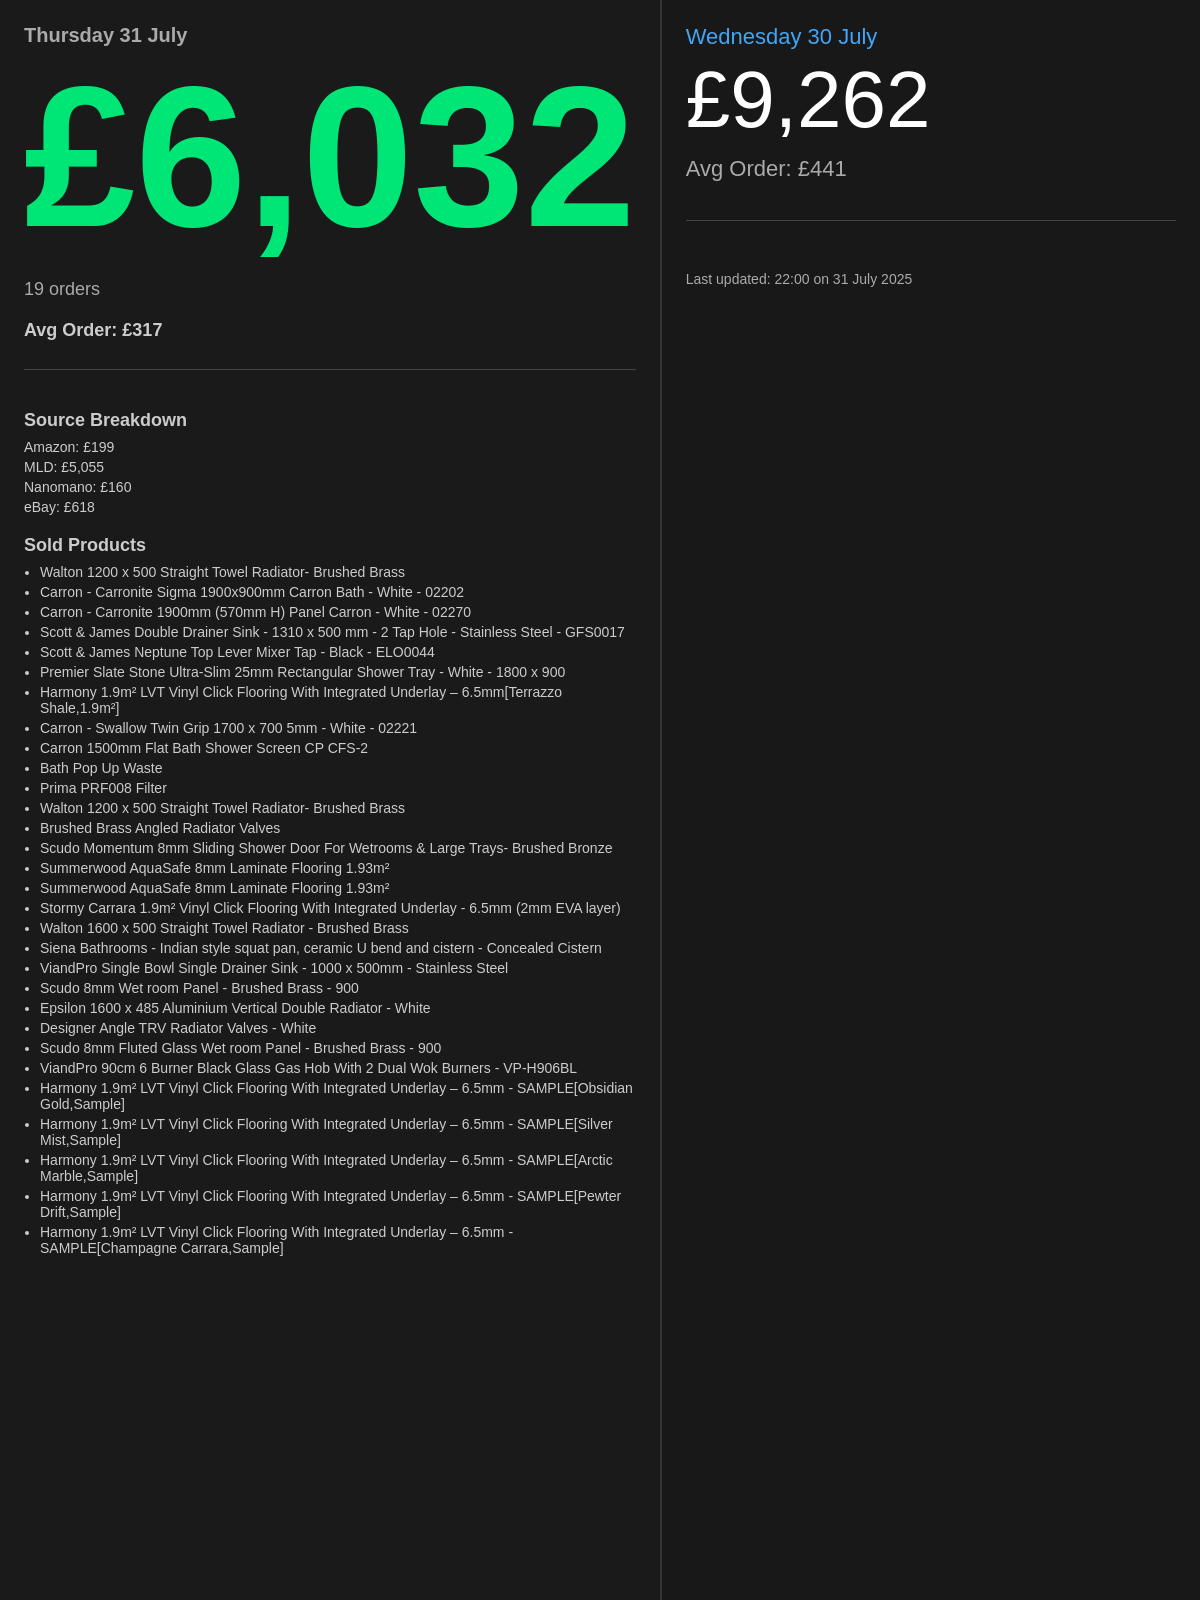 Thursday 31 July
£6,032
19 orders
Avg Order: £317
Source Breakdown
Amazon: £199
MLD: £5,055
Nanomano: £160
eBay: £618
Sold Products
• Walton 1200 x 500 Straight Towel Radiator- Brushed Brass
• Carron - Carronite Sigma 1900x900mm Carron Bath - White - 02202
• Carron - Carronite 1900mm (570mm H) Panel Carron - White - 02270
• Scott & James Double Drainer Sink - 1310 x 500 mm - 2 Tap Hole - Stainless Steel - GFS0017
• Scott & James Neptune Top Lever Mixer Tap - Black - ELO0044
• Premier Slate Stone Ultra-Slim 25mm Rectangular Shower Tray - White - 1800 x 900
• Harmony 1.9m² LVT Vinyl Click Flooring With Integrated Underlay – 6.5mm[Terrazzo
Shale,1.9m²]
• Carron - Swallow Twin Grip 1700 x 700 5mm - White - 02221
• Carron 1500mm Flat Bath Shower Screen CP CFS-2
• Bath Pop Up Waste
• Prima PRF008 Filter
• Walton 1200 x 500 Straight Towel Radiator- Brushed Brass
• Brushed Brass Angled Radiator Valves
• Scudo Momentum 8mm Sliding Shower Door For Wetrooms & Large Trays- Brushed Bronze
• Summerwood AquaSafe 8mm Laminate Flooring 1.93m²
• Summerwood AquaSafe 8mm Laminate Flooring 1.93m²
• Stormy Carrara 1.9m² Vinyl Click Flooring With Integrated Underlay - 6.5mm (2mm EVA layer)
• Walton 1600 x 500 Straight Towel Radiator - Brushed Brass
• Siena Bathrooms - Indian style squat pan, ceramic U bend and cistern - Concealed Cistern
• ViandPro Single Bowl Single Drainer Sink - 1000 x 500mm - Stainless Steel
• Scudo 8mm Wet room Panel - Brushed Brass - 900
• Epsilon 1600 x 485 Aluminium Vertical Double Radiator - White
• Designer Angle TRV Radiator Valves - White
• Scudo 8mm Fluted Glass Wet room Panel - Brushed Brass - 900
• ViandPro 90cm 6 Burner Black Glass Gas Hob With 2 Dual Wok Burners - VP-H906BL
• Harmony 1.9m² LVT Vinyl Click Flooring With Integrated Underlay – 6.5mm - SAMPLE[Obsidian
Gold,Sample]
• Harmony 1.9m² LVT Vinyl Click Flooring With Integrated Underlay – 6.5mm - SAMPLE[Silver
Mist,Sample]
• Harmony 1.9m² LVT Vinyl Click Flooring With Integrated Underlay – 6.5mm - SAMPLE[Arctic
Marble,Sample]
• Harmony 1.9m² LVT Vinyl Click Flooring With Integrated Underlay – 6.5mm - SAMPLE[Pewter
Drift,Sample]
• Harmony 1.9m² LVT Vinyl Click Flooring With Integrated Underlay – 6.5mm -
SAMPLE[Champagne Carrara,Sample]
Wednesday 30 July
£9,262
Avg Order: £441
Last updated: 22:00 on 31 July 2025